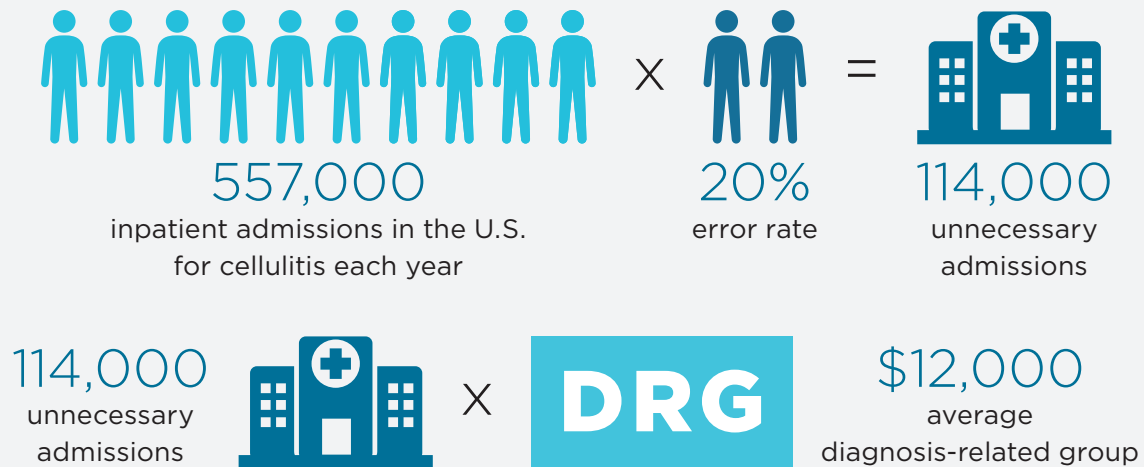 X
=
557,000
inpatient admissions in the U.S.
for cellulitis each year
20%
error rate
114,000
unnecessary
admissions
114,000
unnecessary
admissions
X
DRG
$12,000
average
diagnosis-related group